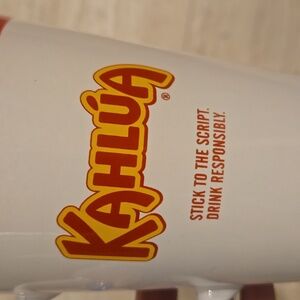 KAHLÚA®
STICK TO THE SCRIPT.
DRINK RESPONSIBLY.